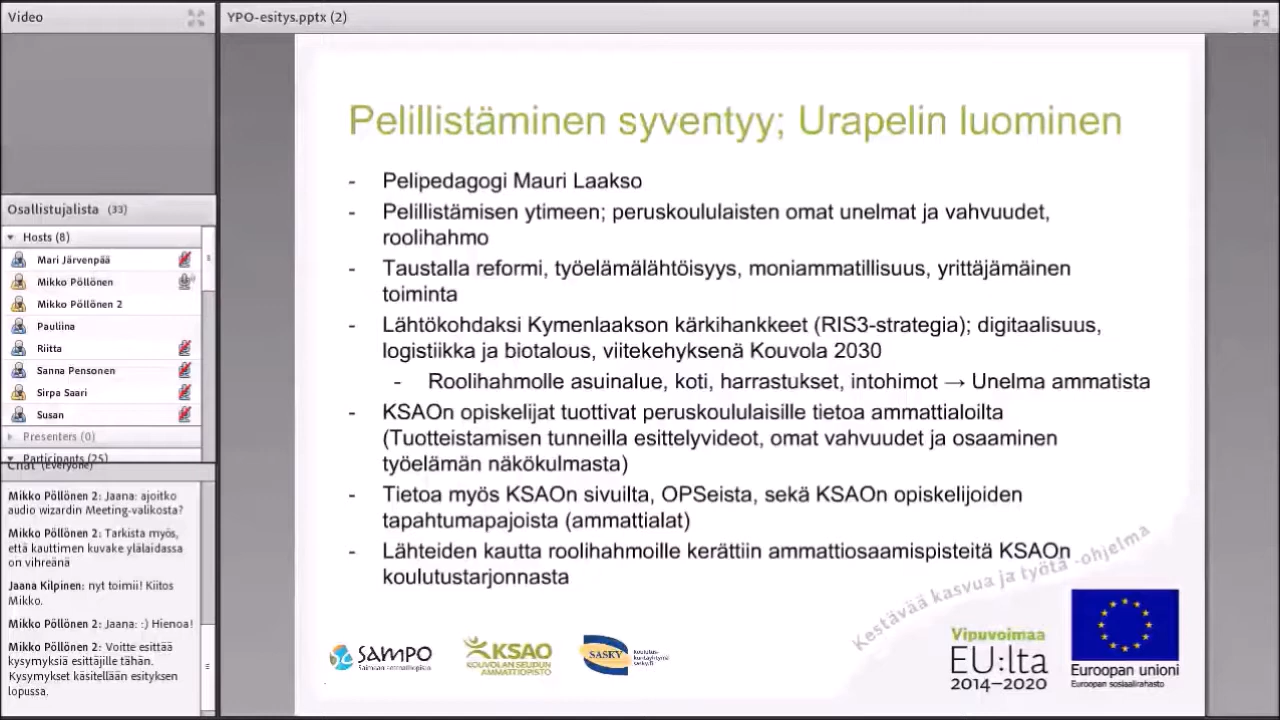 Video
YPO-esitys.pptx (2)
Osallistujalista (33)
Hosts (8)
Mari Järvenpää
Mikko Pöllönen
Mikko Pöllönen 2
Pauliina
Riitta
Sanna Pensonen
Sirpa Saari
Susan
Presenters (0)
Participants (25)
Chat (Everyone)
Mikko Pöllönen 2: Jaana: ajoitko
audio wizardin Meeting-valikosta?
Mikko Pöllönen 2: Tarkista myös,
että kauttimen kuvake ylälaidassa
on vihreänä
Jaana Kilpinen: nyt toimii! Kiitos
Mikko.
Mikko Pöllönen 2: Jaana: :) Hienoa!
Mikko Pöllönen 2: Voitte esittää
kysymyksiä esittäjille tähän.
Kysymykset käsitellään esityksen
lopussa.
Pelillistäminen syventyy; Urapelin luominen
- Pelipedagogi Mauri Laakso
- Pelillistämisen ytimeen; peruskoululaisten omat unelmat ja vahvuudet,
roolihahmo
- Taustalla reformi, työelämälähtöisyys, moniammatillisuus, yrittäjämäinen
toiminta
- Lähtökohdaksi Kymenlaakson kärkihankkeet (RIS3-strategia); digitaalisuus,
logistiikka ja biotalous, viitekehyksenä Kouvola 2030
- Roolihahmolle asuinalue, koti, harrastukset, intohimot → Unelma ammatista
- KSAOn opiskelijat tuottivat peruskoululaisille tietoa ammattialoilta
(Tuotteistamisen tunneilla esittelyvideot, omat vahvuudet ja osaaminen
työelämän näkökulmasta)
- Tietoa myös KSAOn sivuilta, OPSeista, sekä KSAOn opiskelijoiden
tapahtumapajoista (ammattialat)
- Lähteiden kautta roolihahmoille kerättiin ammattiosaamispisteitä KSAOn
koulutustarjonnasta
Kestävää kasvua ja työtä -ohjelma
SAMPO
Saimaan ammattiopisto
KSAO
KOUVOLAN SEUDUN
AMMATTIOPISTO
SASKY
koulutus-
kuntayhtymä
sasky.fi
Vipuvoimaa
EU:lta
2014–2020
Euroopan unioni
Euroopan sosiaalirahasto